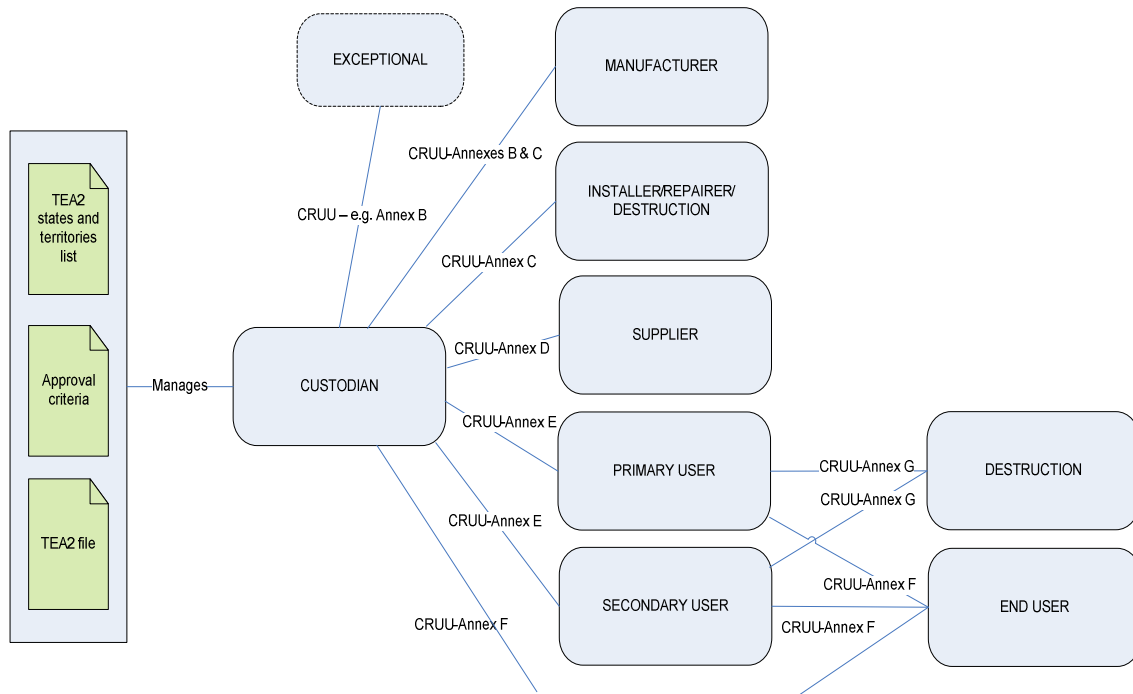 EXCEPTIONAL
MANUFACTURER
CRUU-Annexes B & C
INSTALLER/REPAIRER/
DESTRUCTION
TEA2
states and
territories
list
CRUU – e.g. Annex B
CRUU-Annex C
SUPPLIER
CRUU-Annex D
Approval
criteria
Manages
CUSTODIAN
CRUU-Annex E
PRIMARY USER
CRUU-Annex G
DESTRUCTION
CRUU-Annex G
CRUU-Annex E
TEA2 file
CRUU-Annex F
SECONDARY USER
END USER
CRUU-Annex F
CRUU-Annex F